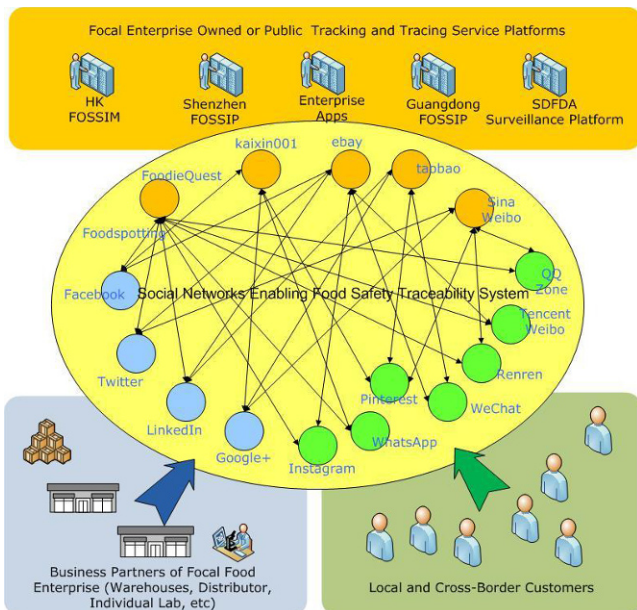 Focal Enterprise Owned or Public Tracking and Tracing Service Platforms
HK
FOSSIM
Shenzhen
FOSSIP
Enterprise
Apps
Guangdong
FOSSIP
SDFDA
Surveillance Platform
kaixin001
ebay
taobao
FoodieQuest
Sina
Weibo
Foodspotting
Facebook
Social Networks Enabling Food Safety Traceability System
QQ
Zone
Tencent
Weibo
Twitter
Renren
Pinterest
LinkedIn
WeChat
Google+
WhatsApp
Instagram
Business Partners of Focal Food
Enterprise (Warehouses, Distributor,
Individual Lab, etc)
Local and Cross-Border Customers